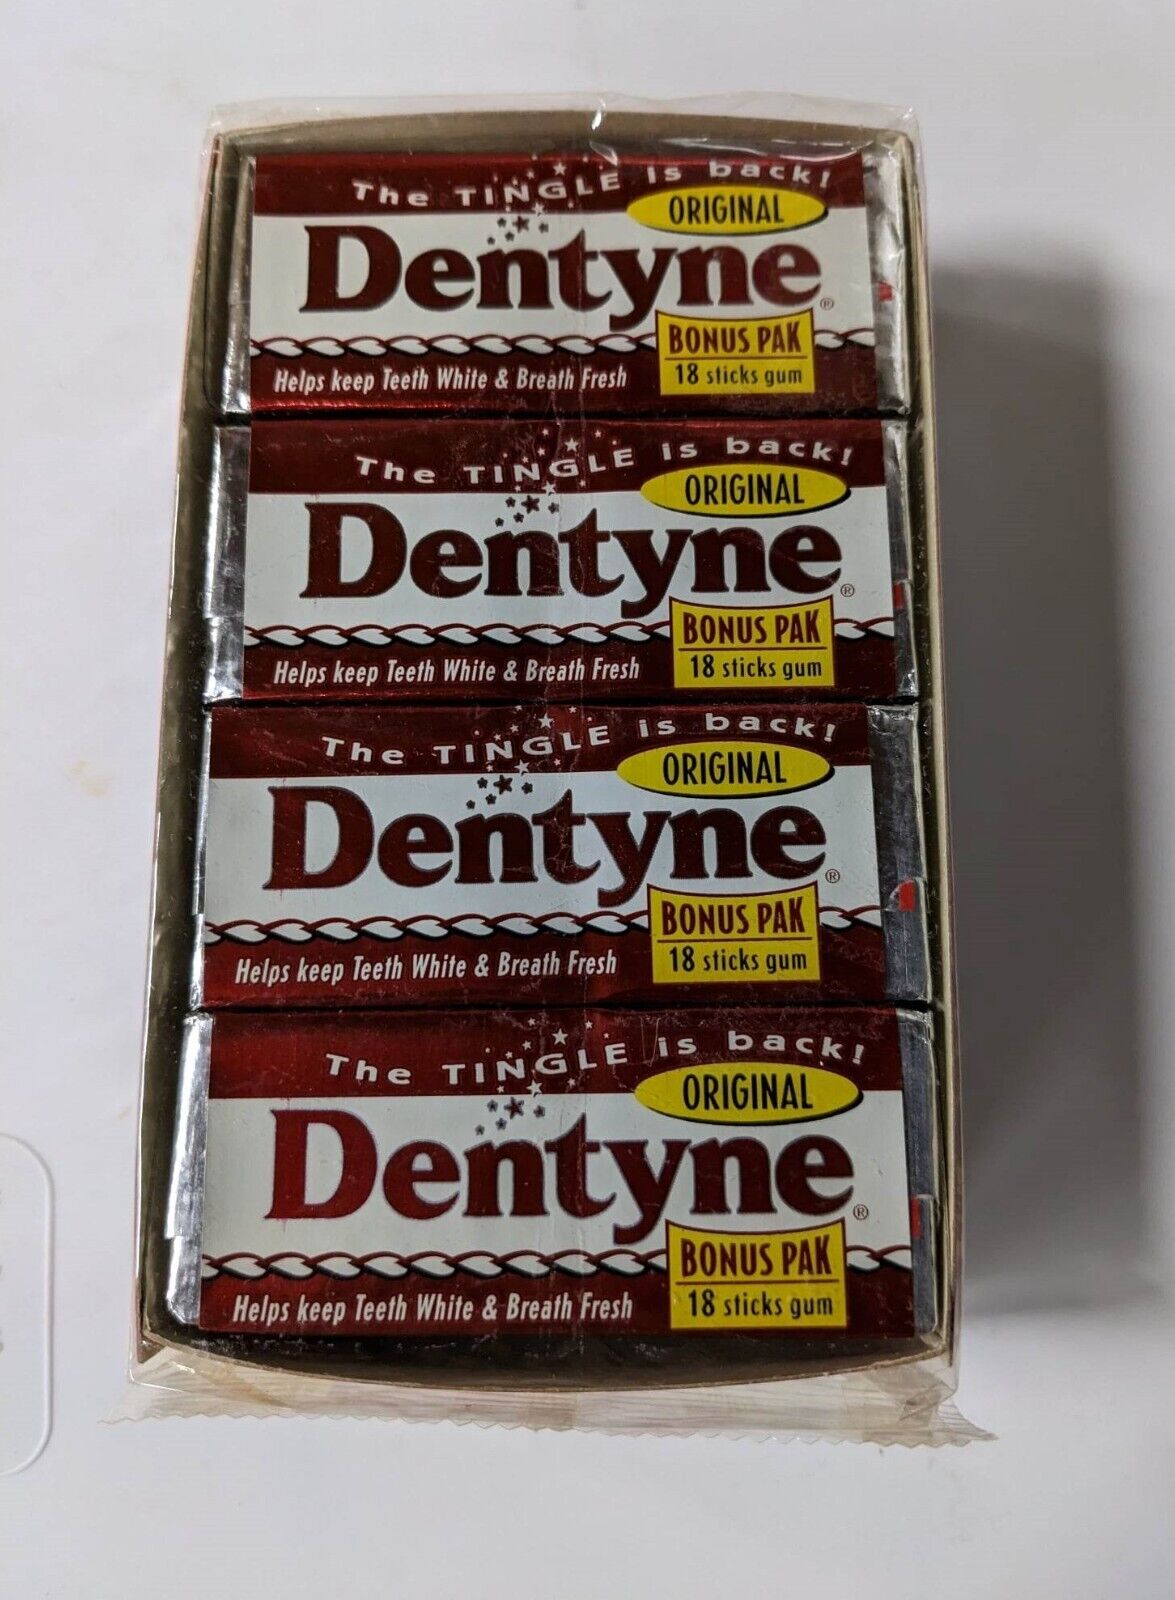 The TINGLE is back!
ORIGINAL
Dentyne®
BONUS PAK
18 sticks gum
Helps keep Teeth White & Breath Fresh
The TINGLE is back!
ORIGINAL
Dentyne®
BONUS PAK
18 sticks gum
Helps keep Teeth White & Breath Fresh
The TINGLE is back!
ORIGINAL
Dentyne®
BONUS PAK
18 sticks gum
Helps keep Teeth White & Breath Fresh
The TINGLE is back!
ORIGINAL
Dentyne®
BONUS PAK
18 sticks gum
Helps keep Teeth White & Breath Fresh